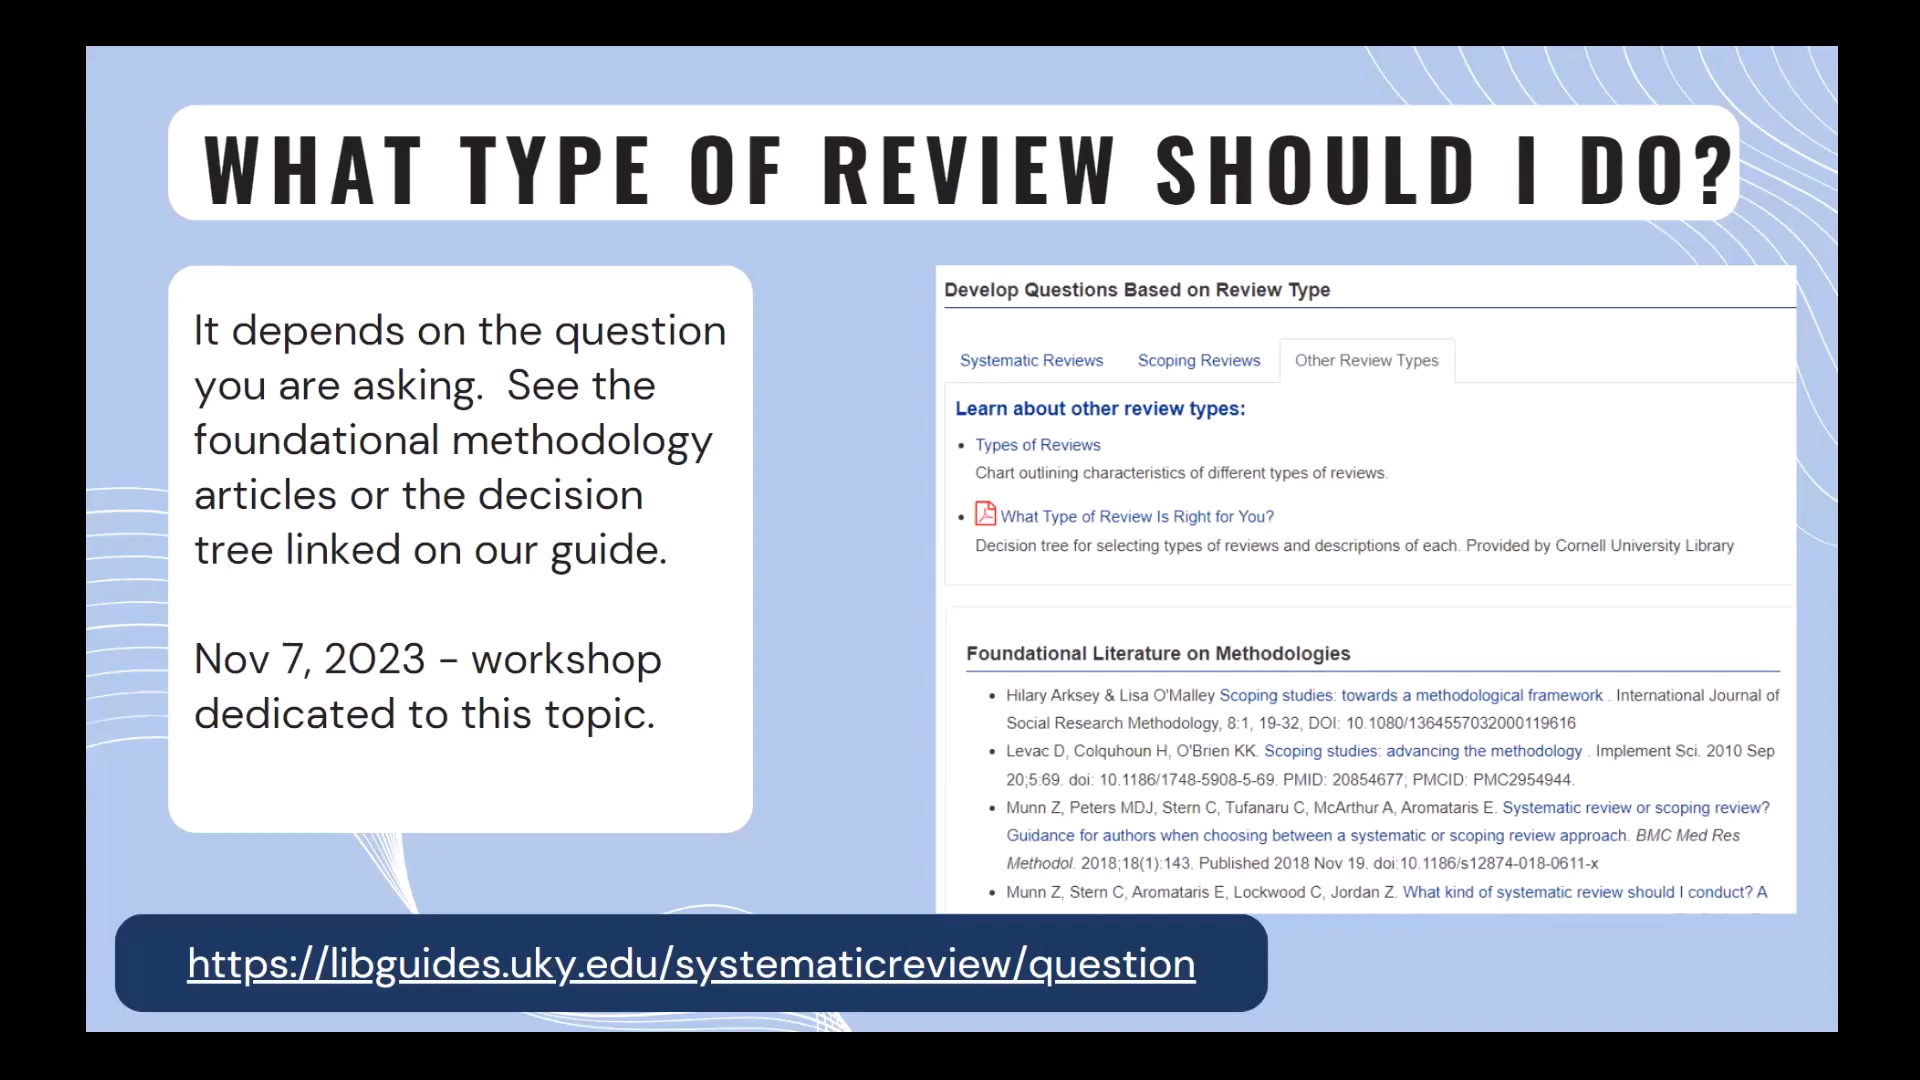 WHAT TYPE OF REVIEW SHOULD I DO?
It depends on the question
you are asking.  See the
foundational methodology
articles or the decision
tree linked on our guide.
Nov 7, 2023 - workshop
dedicated to this topic.
Develop Questions Based on Review Type
Systematic Reviews Scoping Reviews Other Review Types
Learn about other review types:
• Types of Reviews
Chart outlining characteristics of different types of reviews.
• What Type of Review Is Right for You?
Decision tree for selecting types of reviews and descriptions of each. Provided by Cornell University Library
Foundational Literature on Methodologies
• Hilary Arksey & Lisa O'Malley Scoping studies: towards a methodological framework . International Journal of
Social Research Methodology, 8:1, 19-32, DOI: 10.1080/1364557032000119616
• Levac D, Colquhoun H, O'Brien KK. Scoping studies: advancing the methodology . Implement Sci. 2010 Sep
20;5:69. doi: 10.1186/1748-5908-5-69. PMID: 20854677; PMCID: PMC2954944.
• Munn Z, Peters MDJ, Stern C, Tufanaru C, McArthur A, Aromataris E. Systematic review or scoping review?
Guidance for authors when choosing between a systematic or scoping review approach. BMC Med Res
Methodol. 2018;18(1):143. Published 2018 Nov 19. doi:10.1186/s12874-018-0611-x
• Munn Z, Stern C, Aromataris E, Lockwood C, Jordan Z. What kind of systematic review should I conduct? A
https://libguides.uky.edu/systematicreview/question